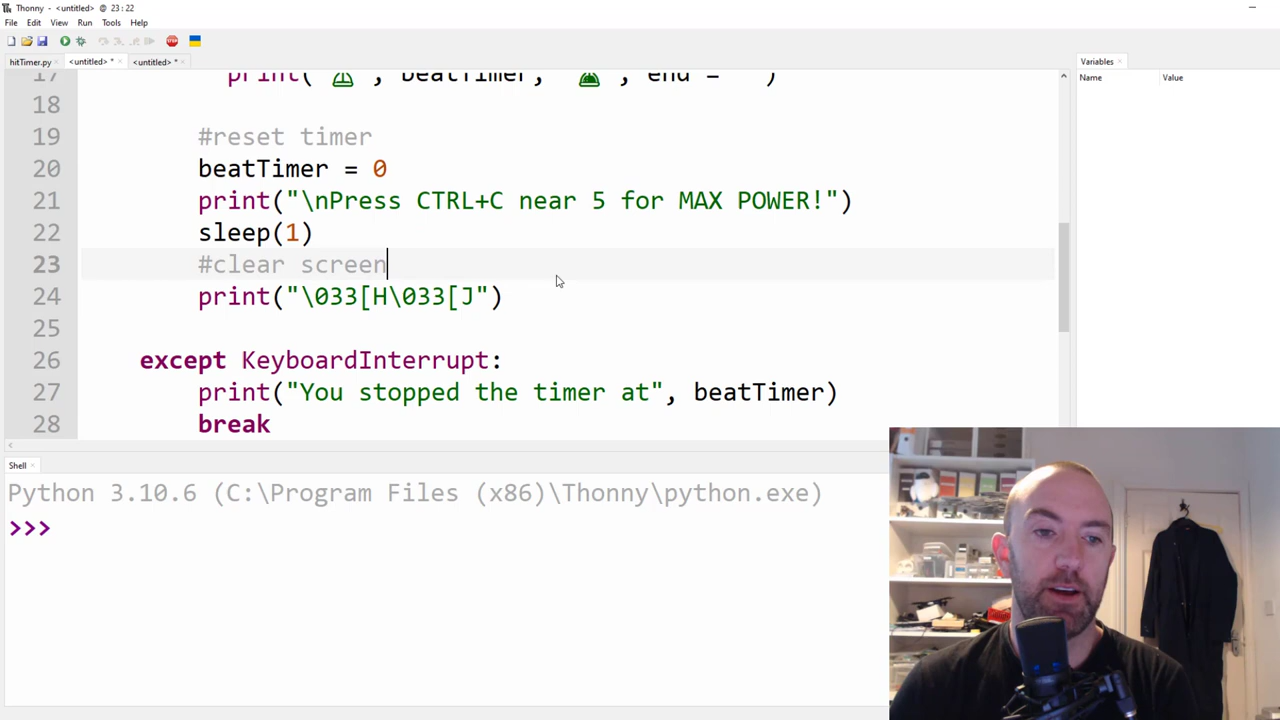 Thonny - <untitled> @ 23 : 22
File Edit View Run Tools Help
hitTimer.py <untitled> * <untitled> *
17 print( , beatTimer, , end = )
18
19 #reset timer
20 beatTimer = 0
21 print("\nPress CTRL+C near 5 for MAX POWER!")
22 sleep(1)
23 #clear screen
24 print("\033[H\033[J")
25
26 except KeyboardInterrupt:
27 print("You stopped the timer at", beatTimer)
28 break
Variables
Name Value
Shell
Python 3.10.6 (C:\Program Files (x86)\Thonny\python.exe)
>>>